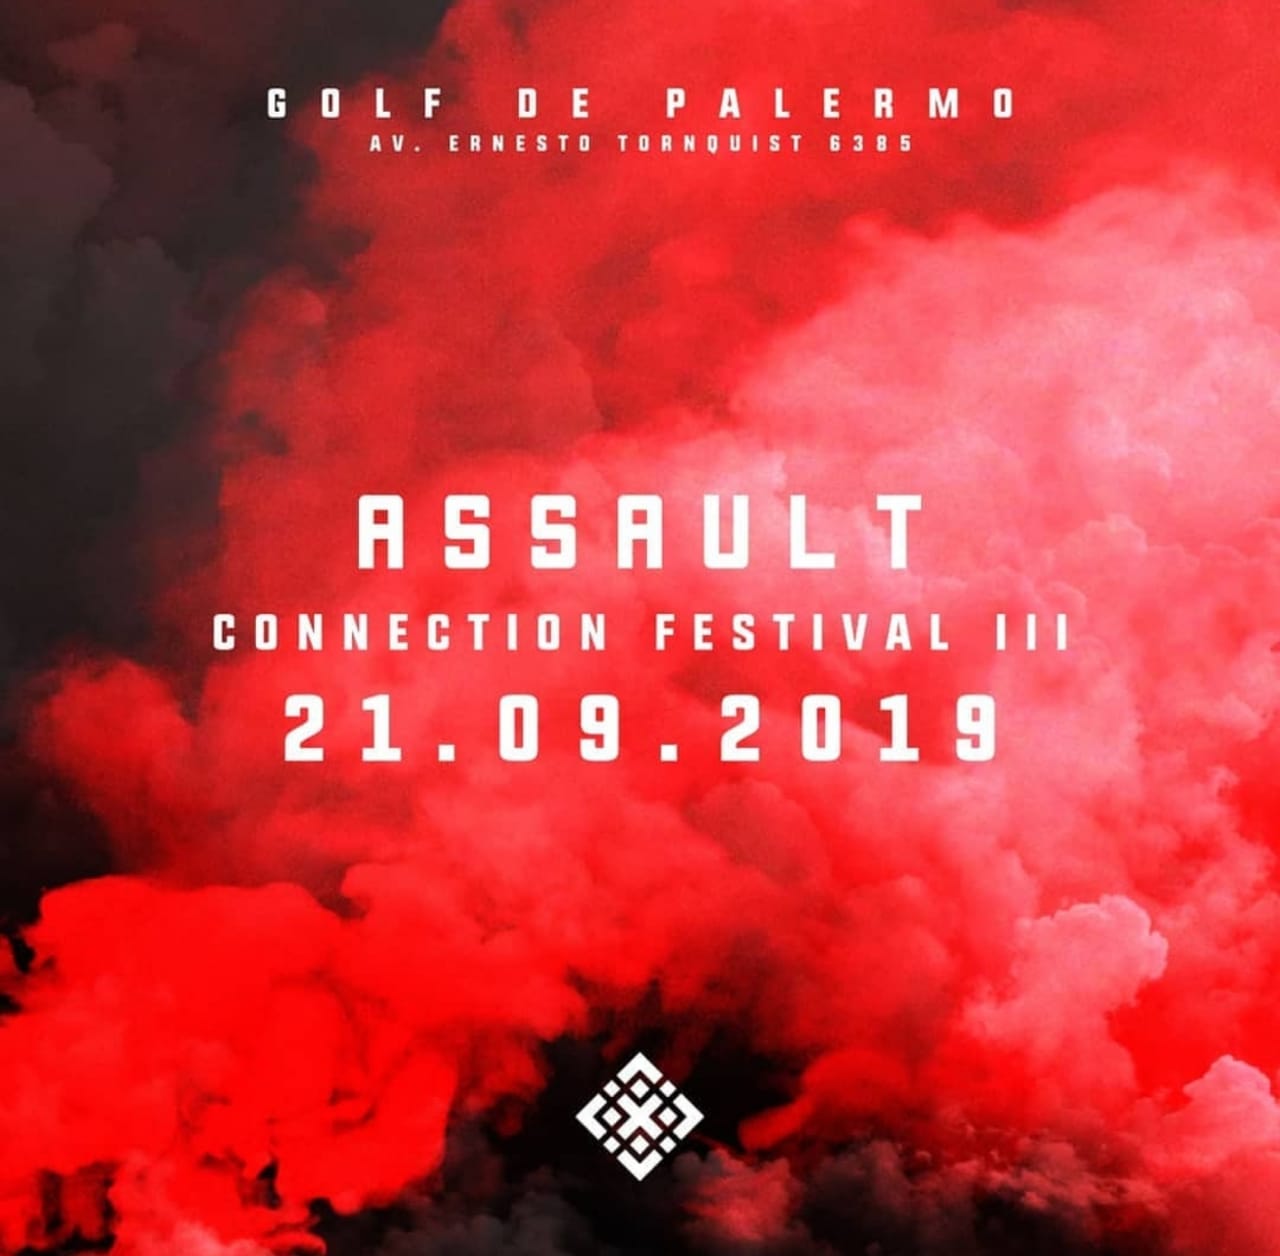 GOLF DE PALERMO
AV. ERNESTO TORNQUIST 6385
ASSAULT
CONNECTION FESTIVAL III
21.09.2019